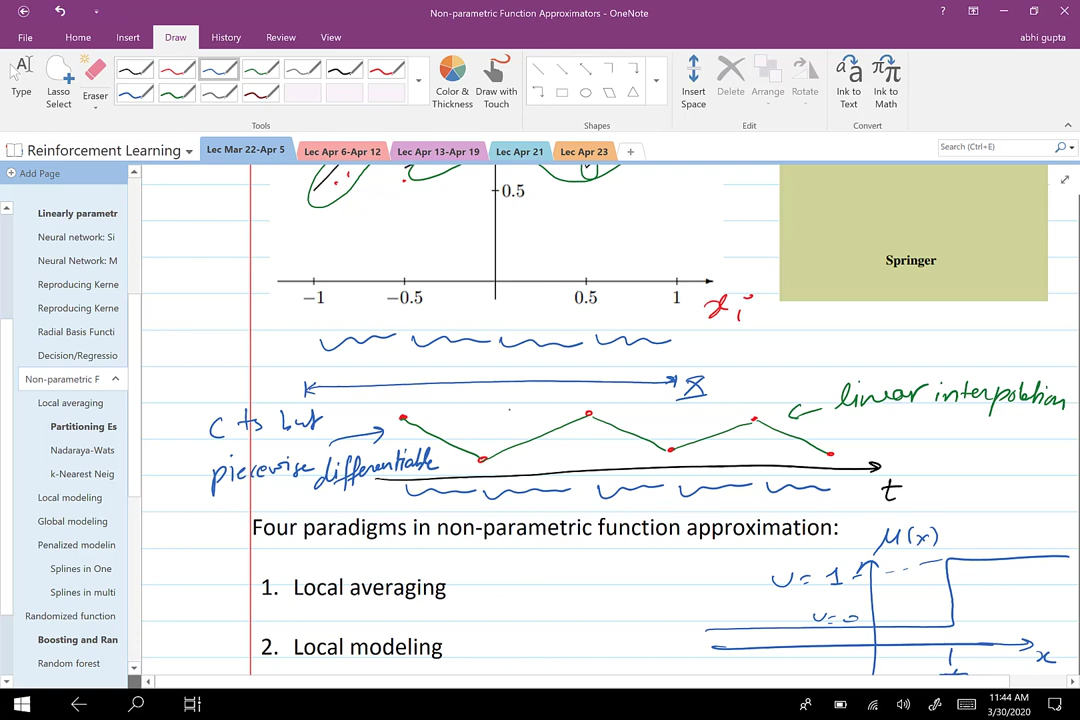 Non-parametric Function Approximators - OneNote
File
Home
Insert
Draw
History
Review
View
abhi gupta
Type
Lasso Select
Eraser
Color & Thickness
Draw with Touch
Insert Space
Delete
Arrange
Rotate
Ink to Text
Ink to Math
Tools
Shapes
Edit
Convert
Reinforcement Learning
Lec Mar 22-Apr 5
Lec Apr 6-Apr 12
Lec Apr 13-Apr 19
Lec Apr 21
Lec Apr 23
Search (Ctrl+E)
Add Page
Linearly parametr
Neural network: Si
Neural Network: M
Reproducing Kerne
Reproducing Kerne
Radial Basis Functi
Decision/Regressio
Non-parametric F
Local averaging
Partitioning Es
Nadaraya-Wats
k-Nearest Neig
Local modeling
Global modeling
Penalized modelin
Splines in One
Splines in multi
Randomized function
Boosting and Ran
Random forest
0.5
Springer
−1
−0.5
0.5
1
x i
linear interpolation
cts but
piecewise differentiable
t
Four paradigms in non-parametric function approximation:
μ(x)
U = 1
U = 0
1. Local averaging
2. Local modeling
x
11:44 AM
3/30/2020